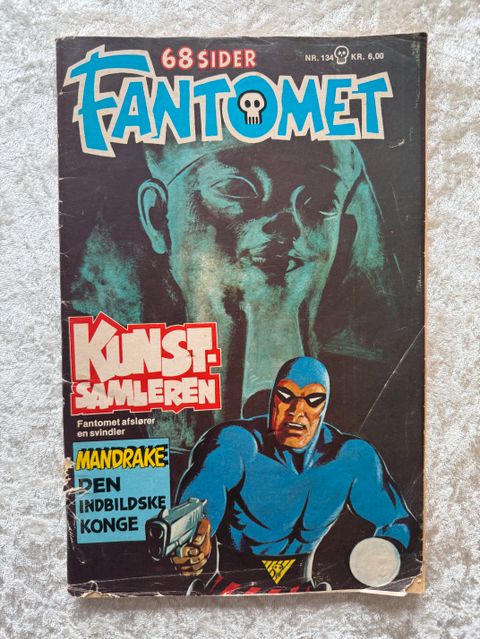 68 SIDER
NR. 134 KR. 6,00
FANTOMET
KUNST-
SAMLEREN
Fantomet afslører
en svindler
MANDRAKE:
DEN
INDBILDSKE
KONGE